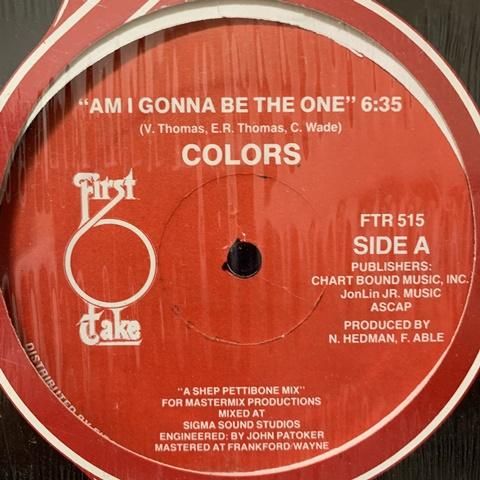 "AM I GONNA BE THE ONE" 6:35
(V. Thomas, E.R. Thomas, C. Wade)
COLORS
First
Take
FTR 515
SIDE A
PUBLISHERS:
CHART BOUND MUSIC, INC.
JonLin JR. MUSIC
ASCAP
PRODUCED BY
N. HEDMAN, F. ABLE
"A SHEP PETTIBONE MIX"
FOR MASTERMIX PRODUCTIONS
MIXED AT
SIGMA SOUND STUDIOS
ENGINEERED: BY JOHN PATOKER
MASTERED AT FRANKFORD/WAYNE
DISTRIBUTED BY